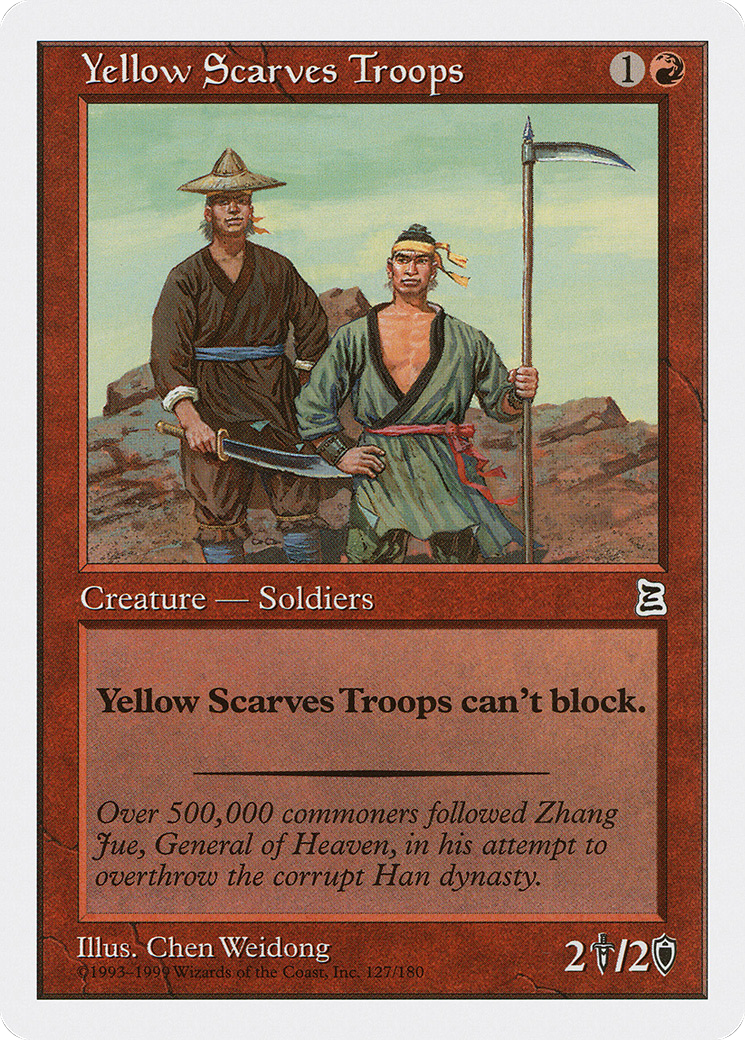 Yellow Scarves Troops 1
Creature — Soldiers
Yellow Scarves Troops can't block.
Over 500,000 commoners followed Zhang
Jue, General of Heaven, in his attempt to
overthrow the corrupt Han dynasty.
Illus. Chen Weidong
©1993–1999 Wizards of the Coast, Inc. 127/180
2/2